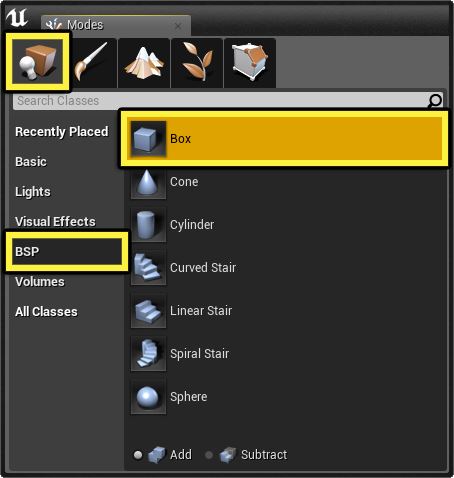 Modes
Search Classes
Recently Placed
Basic
Lights
Visual Effects
BSP
Volumes
All Classes
Box
Cone
Cylinder
Curved Stair
Linear Stair
Spiral Stair
Sphere
Add Subtract